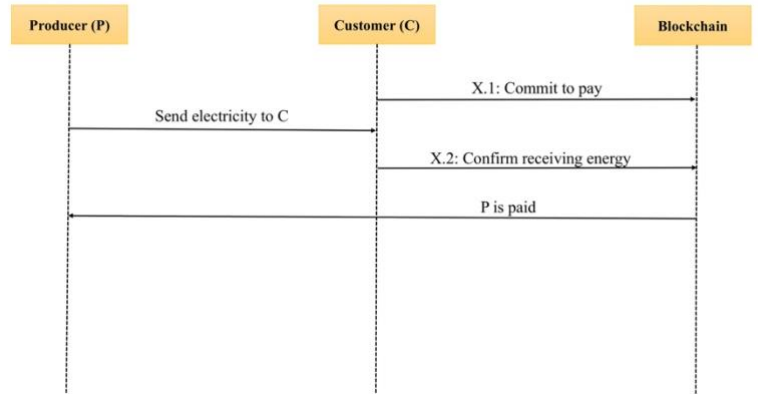 Producer (P)
Customer (C)
Blockchain
X.1: Commit to pay
Send electricity to C
X.2: Confirm receiving energy
P is paid